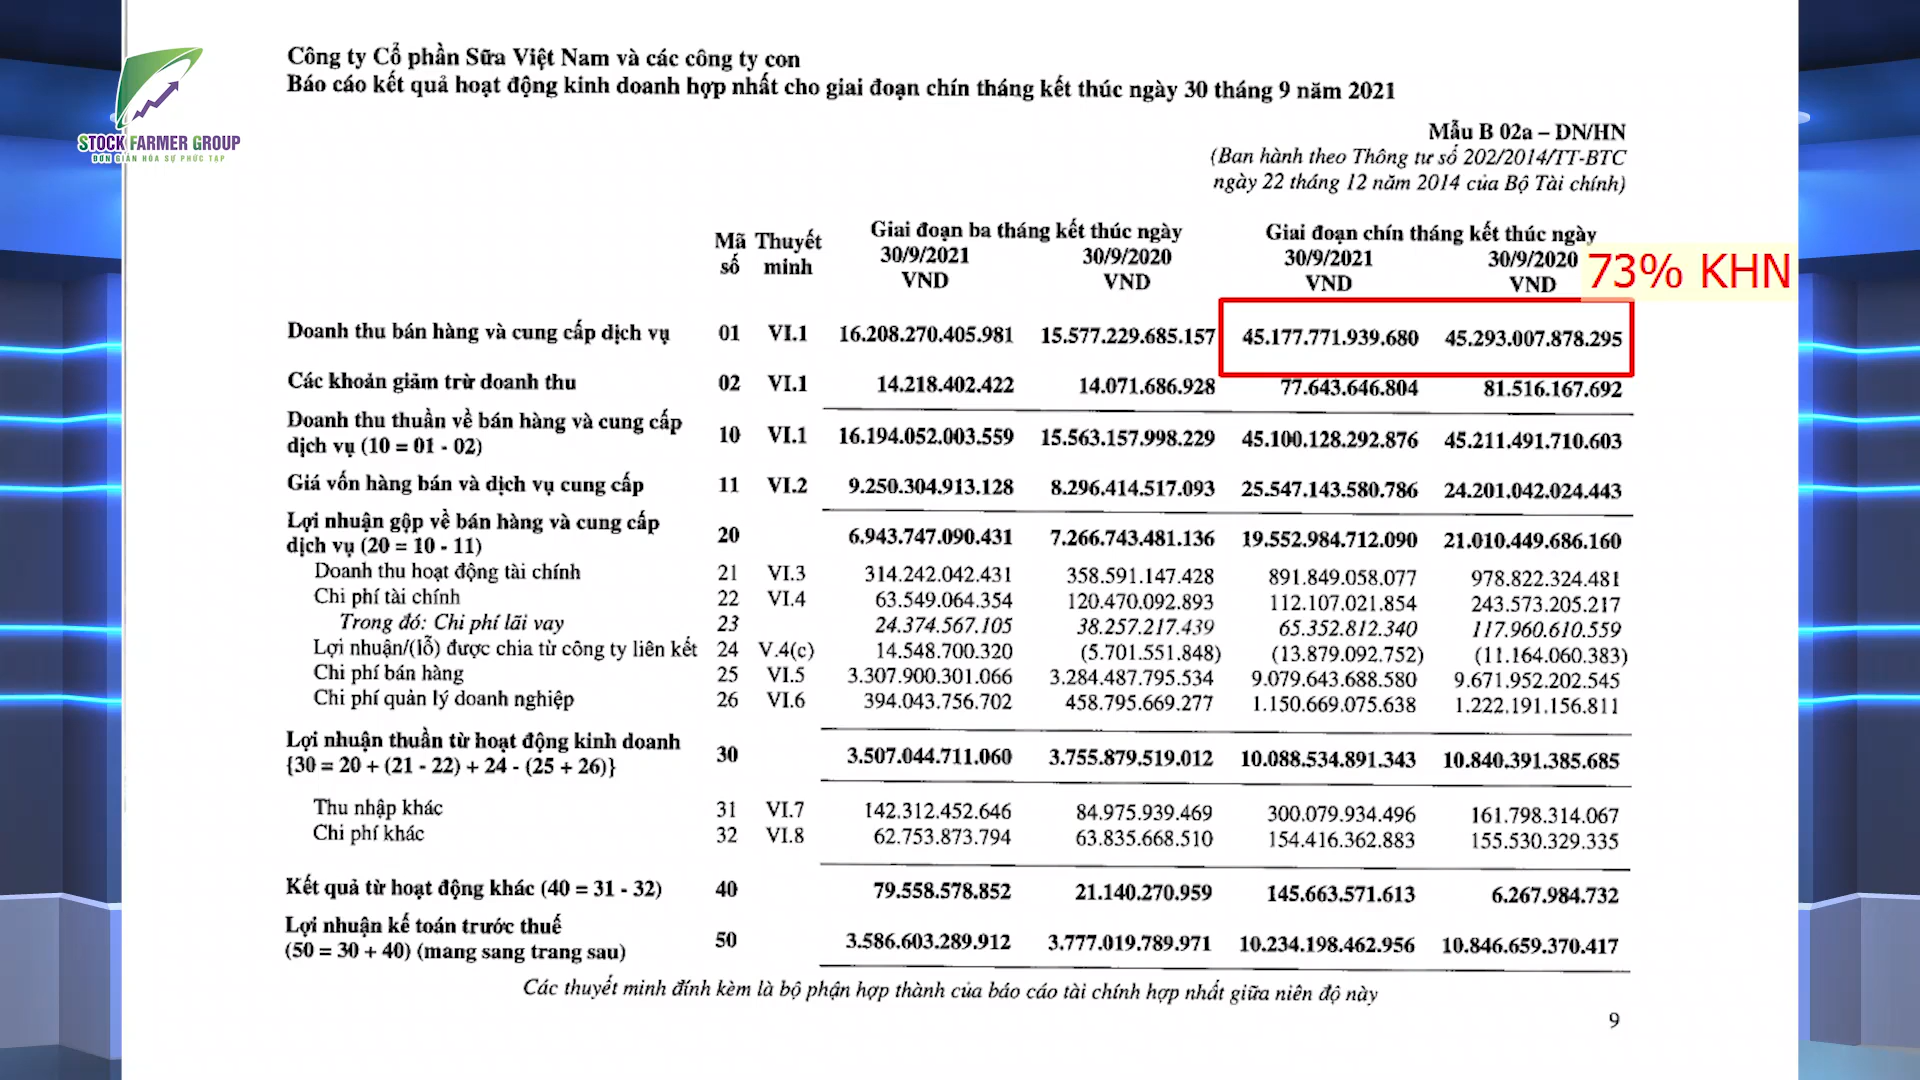 STOCK FARMER GROUP
ĐƠN GIẢN HÓA SỰ PHỨC TẠP
Công ty Cổ phần Sữa Việt Nam và các công ty con
Báo cáo kết quả hoạt động kinh doanh hợp nhất cho giai đoạn chín tháng kết thúc ngày 30 tháng 9 năm 2021
Mẫu B 02a – DN/HN
(Ban hành theo Thông tư số 202/2014/TT-BTC
ngày 22 tháng 12 năm 2014 của Bộ Tài chính)
Mã số Thuyết minh Giai đoạn ba tháng kết thúc ngày Giai đoạn chín tháng kết thúc ngày
30/9/2021 VND 30/9/2020 VND 30/9/2021 VND 30/9/2020 VND
73% KHN
Doanh thu bán hàng và cung cấp dịch vụ 01 VI.1 16.208.270.405.981 15.577.229.685.157 45.177.771.939.680 45.293.007.878.295
Các khoản giảm trừ doanh thu 02 VI.1 14.218.402.422 14.071.686.928 77.643.646.804 81.516.167.692
Doanh thu thuần về bán hàng và cung cấp
dịch vụ (10 = 01 - 02) 10 VI.1 16.194.052.003.559 15.563.157.998.229 45.100.128.292.876 45.211.491.710.603
Giá vốn hàng bán và dịch vụ cung cấp 11 VI.2 9.250.304.913.128 8.296.414.517.093 25.547.143.580.786 24.201.042.024.443
Lợi nhuận gộp về bán hàng và cung cấp
dịch vụ (20 = 10 - 11) 20 6.943.747.090.431 7.266.743.481.136 19.552.984.712.090 21.010.449.686.160
Doanh thu hoạt động tài chính 21 VI.3 314.242.042.431 358.591.147.428 891.849.058.077 978.822.324.481
Chi phí tài chính 22 VI.4 63.549.064.354 120.470.092.893 112.107.021.854 243.573.205.217
Trong đó: Chi phí lãi vay 23 24.374.567.105 38.257.217.439 65.352.812.340 117.960.610.559
Lợi nhuận/(lỗ) được chia từ công ty liên kết 24 V.4(c) 14.548.700.320 (5.701.551.848) (13.879.092.752) (11.164.060.383)
Chi phí bán hàng 25 VI.5 3.307.900.301.066 3.284.487.795.534 9.079.643.688.580 9.671.952.202.545
Chi phí quản lý doanh nghiệp 26 VI.6 394.043.756.702 458.795.669.277 1.150.669.075.638 1.222.191.156.811
Lợi nhuận thuần từ hoạt động kinh doanh
{30 = 20 + (21 - 22) + 24 - (25 + 26)} 30 3.507.044.711.060 3.755.879.519.012 10.088.534.891.343 10.840.391.385.685
Thu nhập khác 31 VI.7 142.312.452.646 84.975.939.469 300.079.934.496 161.798.314.067
Chi phí khác 32 VI.8 62.753.873.794 63.835.668.510 154.416.362.883 155.530.329.335
Kết quả từ hoạt động khác (40 = 31 - 32) 40 79.558.578.852 21.140.270.959 145.663.571.613 6.267.984.732
Lợi nhuận kế toán trước thuế
(50 = 30 + 40) (mang sang trang sau) 50 3.586.603.289.912 3.777.019.789.971 10.234.198.462.956 10.846.659.370.417
Các thuyết minh đính kèm là bộ phận hợp thành của báo cáo tài chính hợp nhất giữa niên độ này
9